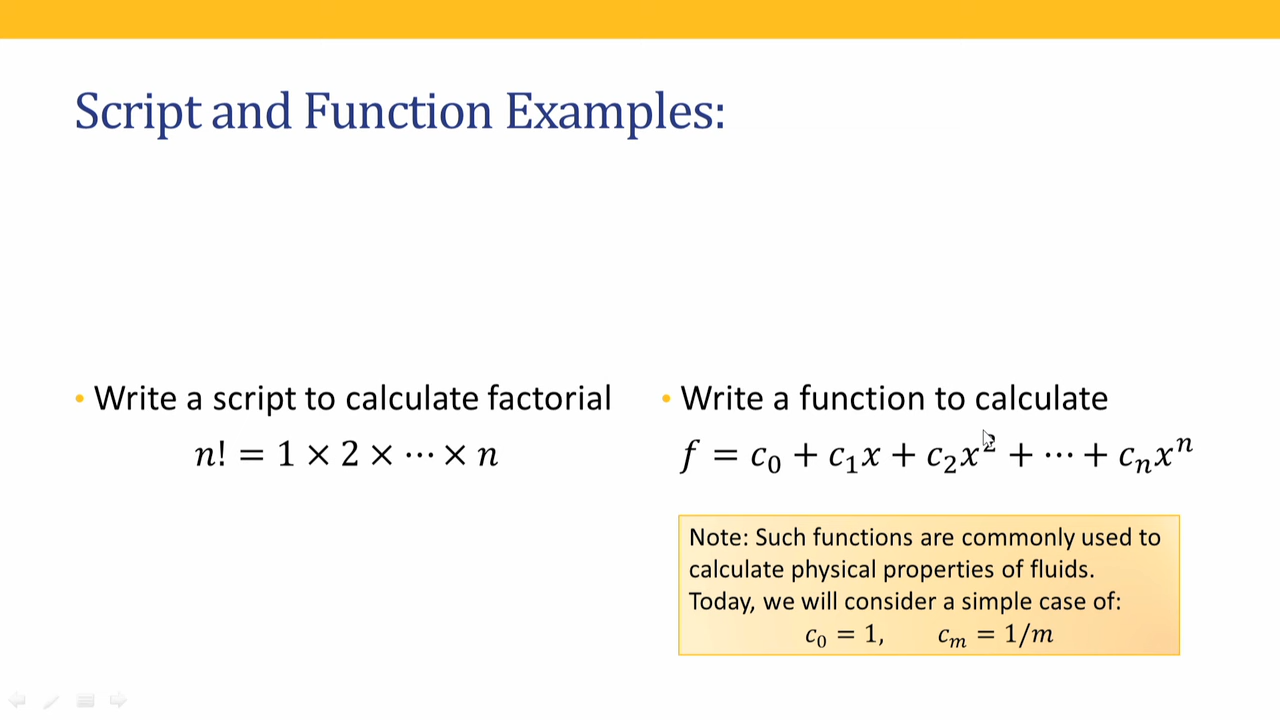 Script and Function Examples:
• Write a script to calculate factorial
n! = 1 × 2 × ⋯ × n
• Write a function to calculate
f = c₀ + c₁x + c₂x² + ⋯ + cₙxⁿ
Note: Such functions are commonly used to
calculate physical properties of fluids.
Today, we will consider a simple case of:
c₀ = 1, cₘ = 1/m